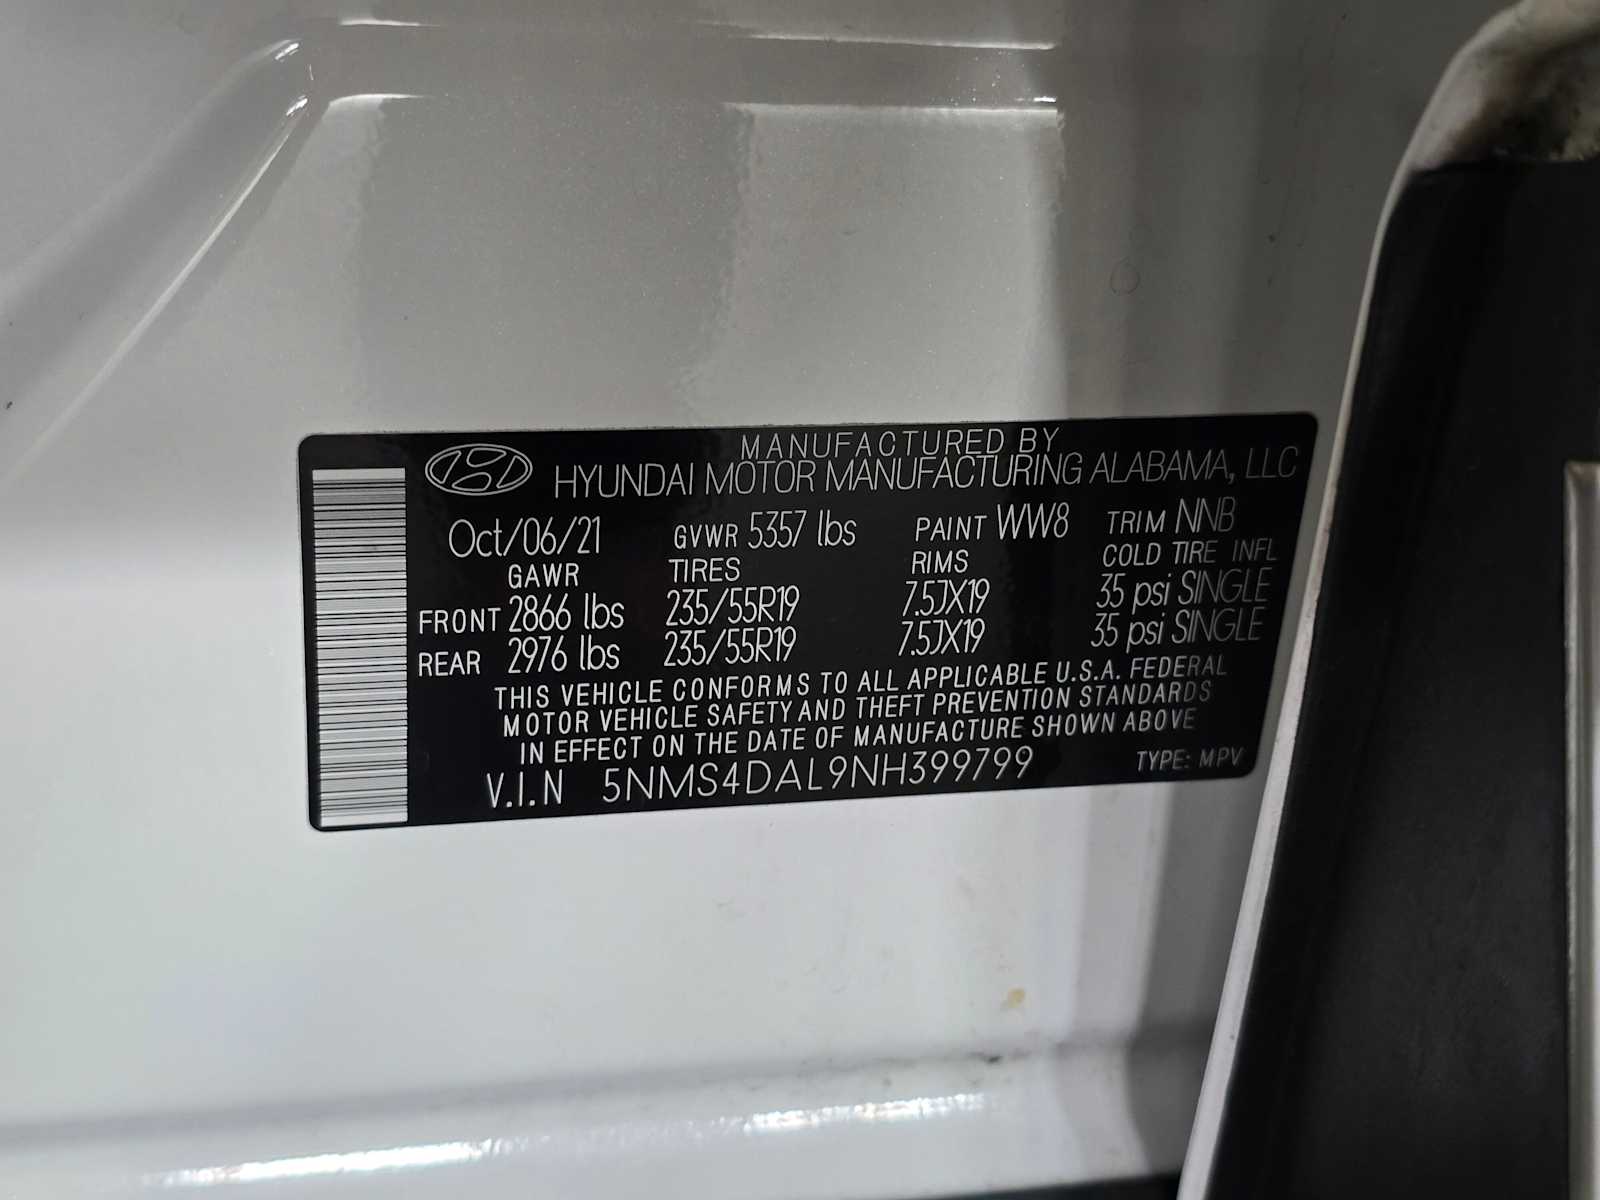 MANUFACTURED BY
HYUNDAI MOTOR MANUFACTURING ALABAMA, LLC
Oct/06/21 GVWR 5357 lbs PAINT WW8 TRIM NNB
GAWR TIRES RIMS COLD TIRE INFL
FRONT 2866 lbs 235/55R19 7.5JX19 35 psi SINGLE
REAR 2976 lbs 235/55R19 7.5JX19 35 psi SINGLE
THIS VEHICLE CONFORMS TO ALL APPLICABLE U.S.A. FEDERAL
MOTOR VEHICLE SAFETY AND THEFT PREVENTION STANDARDS
IN EFFECT ON THE DATE OF MANUFACTURE SHOWN ABOVE
V.I.N 5NMS4DAL9NH399799 TYPE: MPV